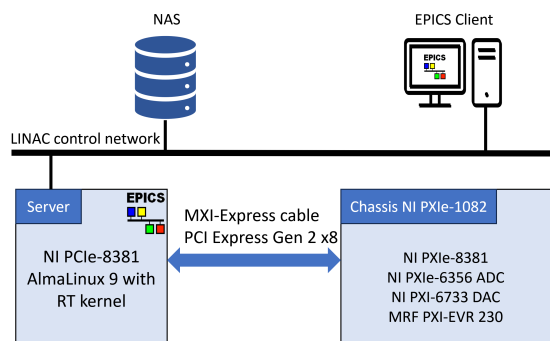 NAS
EPICS Client
EPICS
LINAC control network
Server
EPICS
NI PCIe-8381
AlmaLinux 9 with
RT kernel
MXI-Express cable
PCI Express Gen 2 x8
Chassis NI PXIe-1082
NI PXIe-8381
NI PXIe-6356 ADC
NI PXI-6733 DAC
MRF PXI-EVR 230